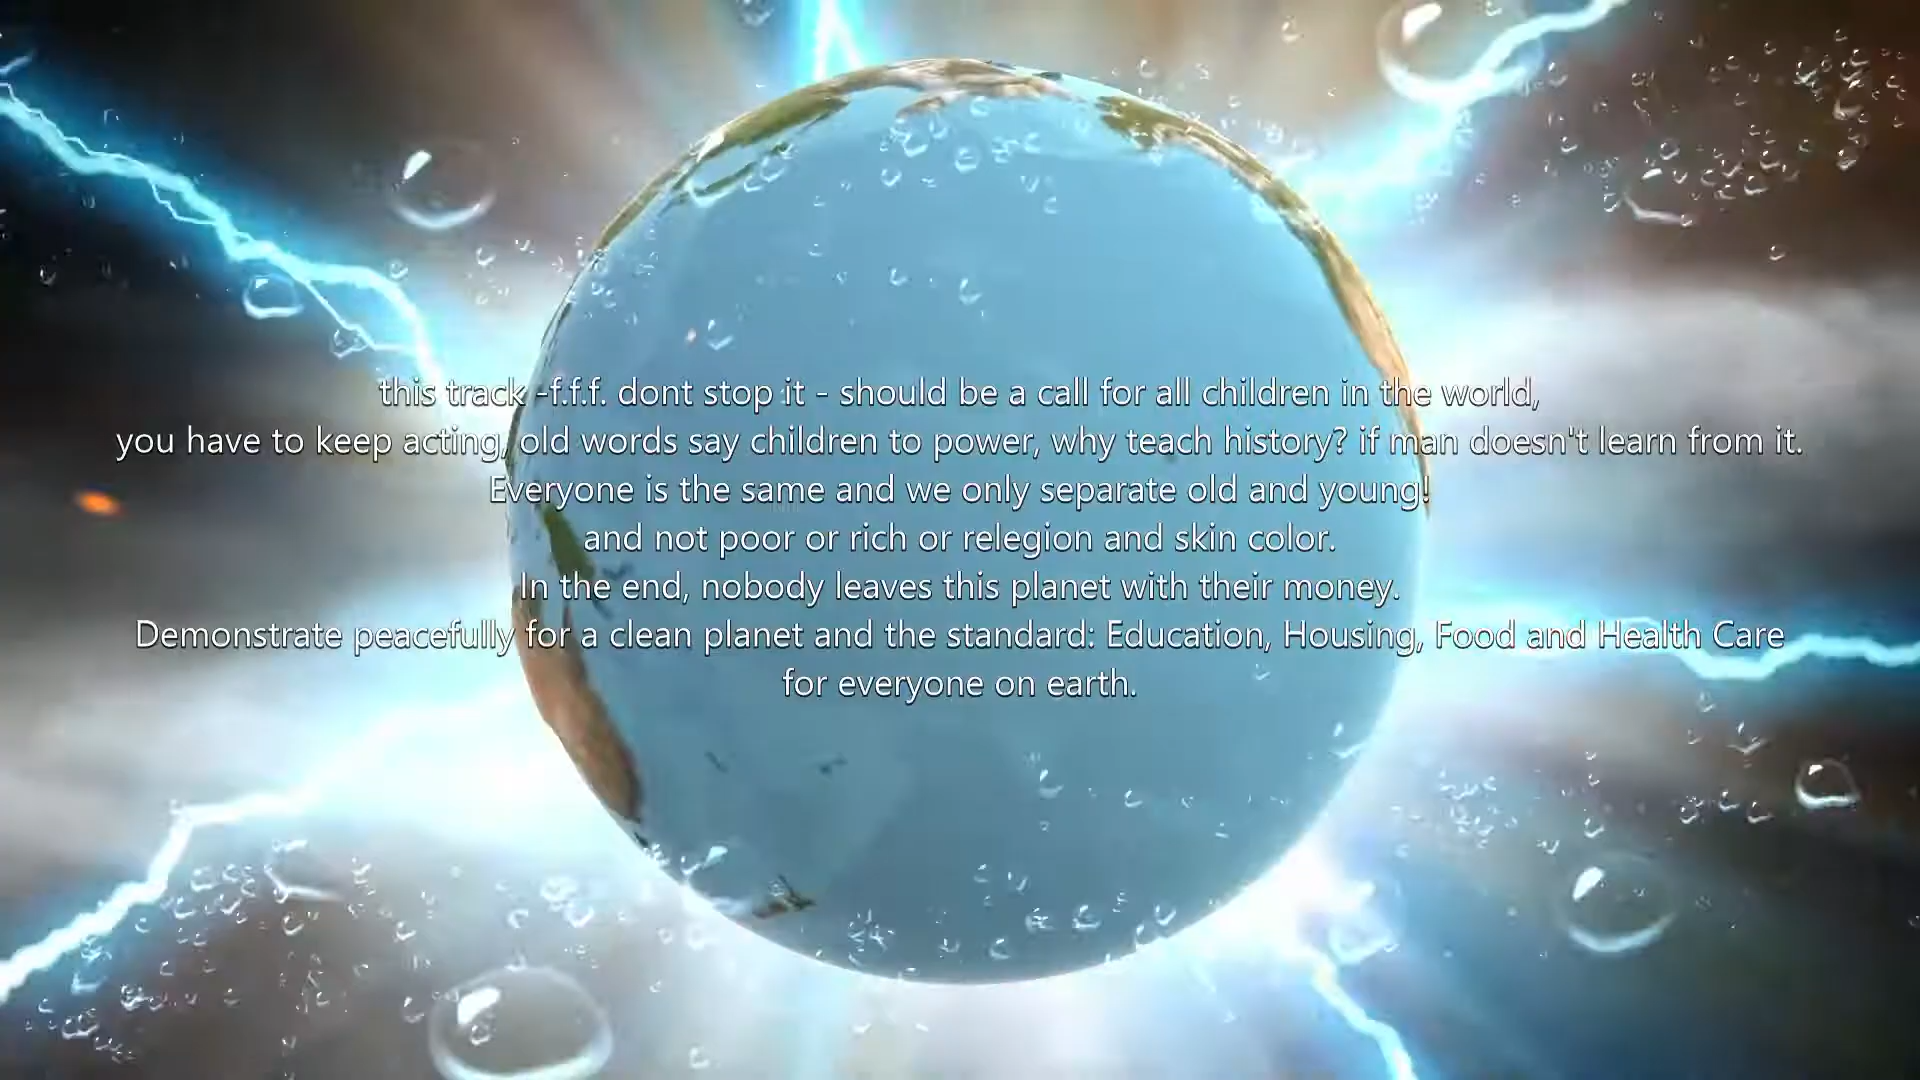 this track -f.f.f. dont stop it - should be a call for all children in the world,
you have to keep acting, old words say children to power, why teach history? if man doesn't learn from it.
Everyone is the same and we only separate old and young!
and not poor or rich or relegion and skin color.
In the end, nobody leaves this planet with their money.
Demonstrate peacefully for a clean planet and the standard: Education, Housing, Food and Health Care
for everyone on earth.